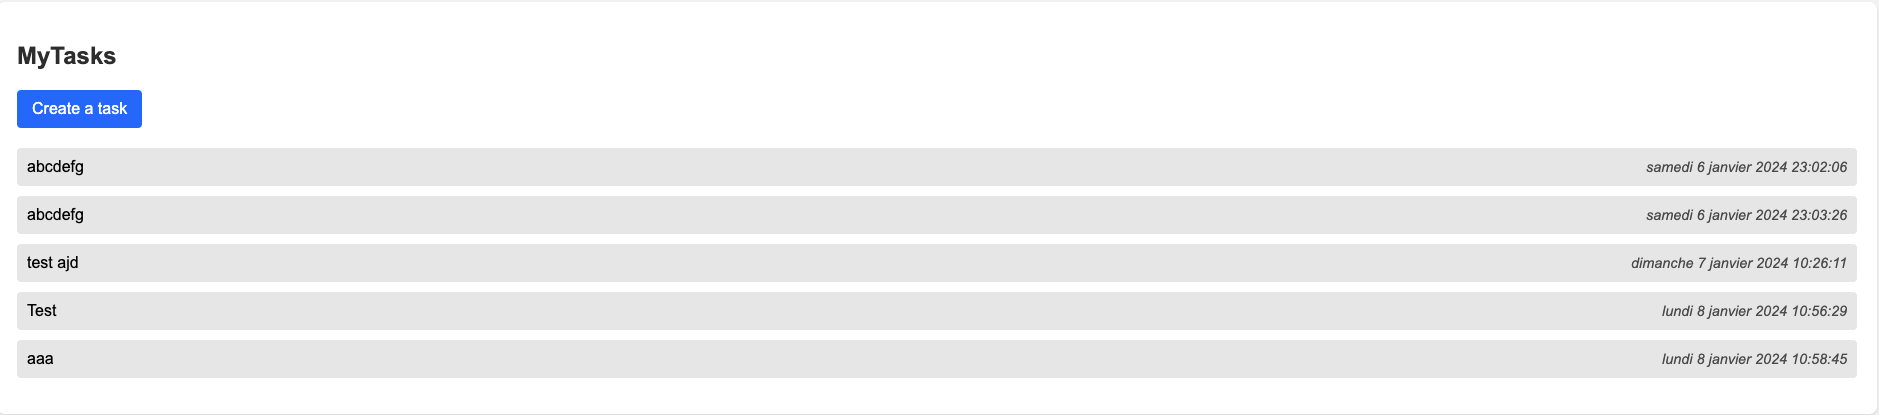 MyTasks
Create a task
abcdefg samedi 6 janvier 2024 23:02:06
abcdefg samedi 6 janvier 2024 23:03:26
test ajd dimanche 7 janvier 2024 10:26:11
Test lundi 8 janvier 2024 10:56:29
aaa lundi 8 janvier 2024 10:58:45